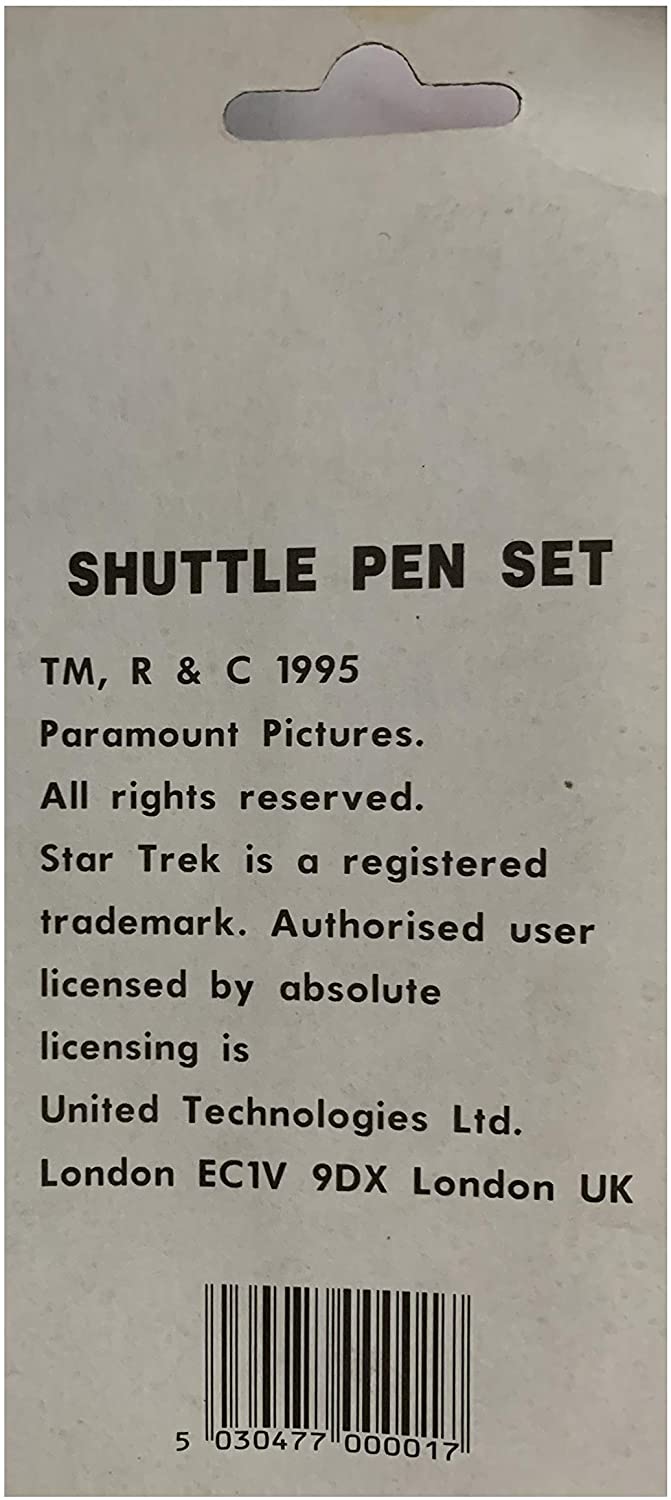 SHUTTLE PEN SET
TM, R & C 1995
Paramount Pictures.
All rights reserved.
Star Trek is a registered
trademark. Authorised user
licensed by absolute
licensing is
United Technologies Ltd.
London EC1V 9DX London UK
5 030477 000017